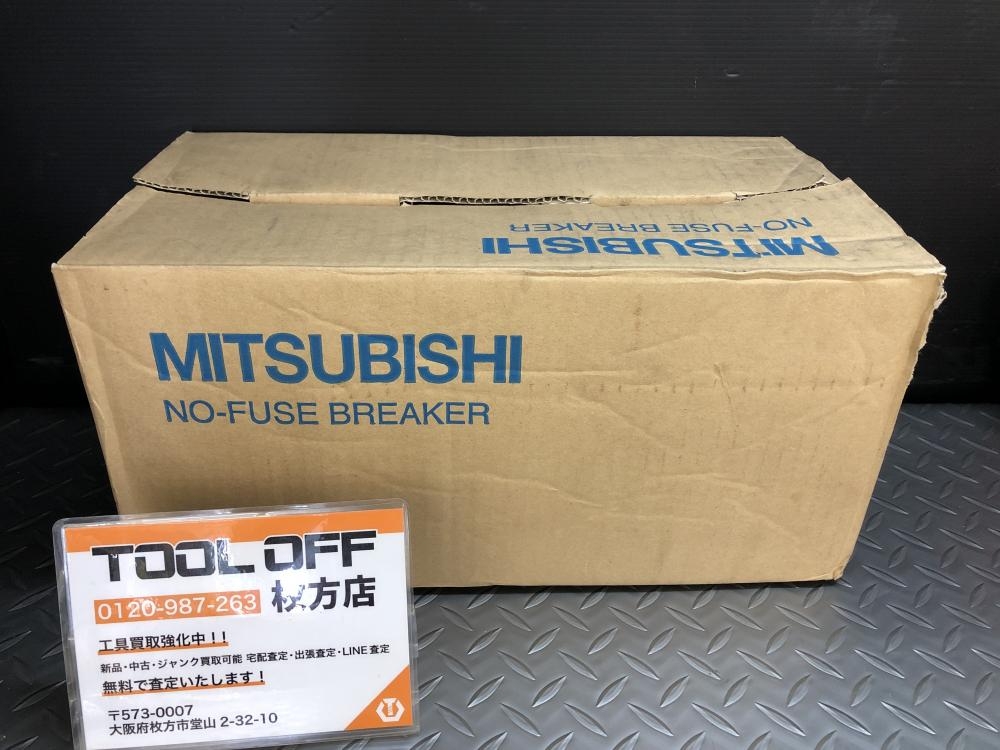 NO-FUSE BREAKER
MITSUBISHI
MITSUBISHI
NO-FUSE BREAKER
TOOL OFF
0120-987-263 枚方店
工具買取強化中！！
新品・中古・ジャンク買取可能 宅配査定・出張査定・LINE査定
無料で査定いたします！
〒573-0007
大阪府枚方市堂山 2-32-10